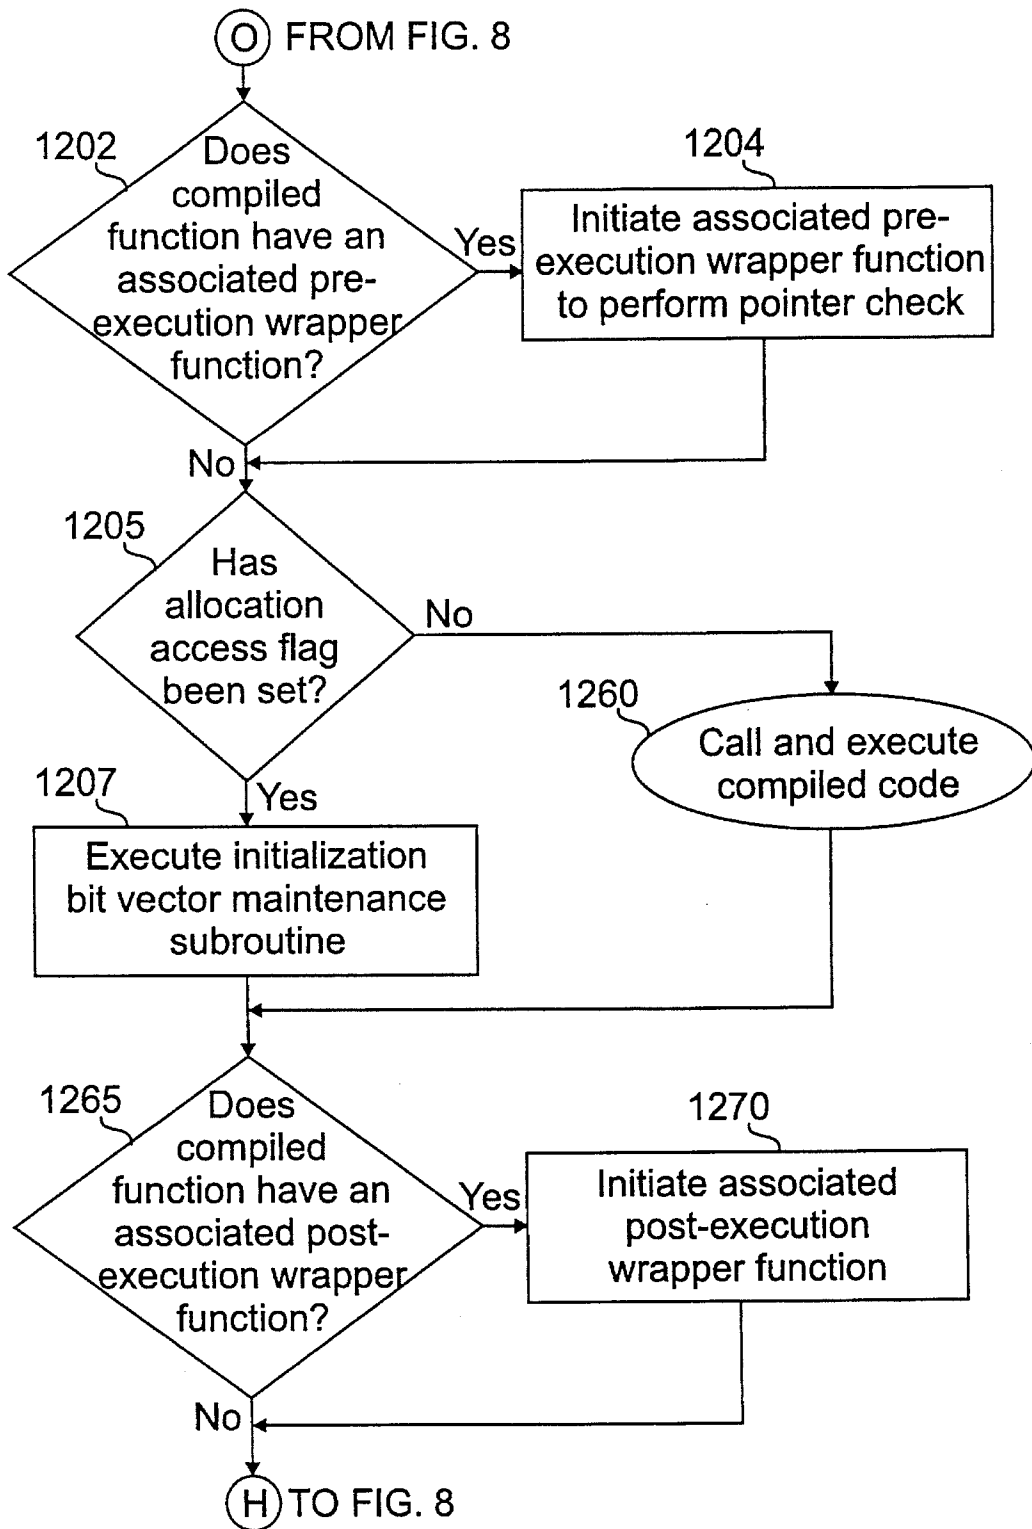 O FROM FIG. 8
1202
Does
compiled
function have an
associated pre-
execution wrapper
function?
Yes
1204
Initiate associated pre-
execution wrapper function
to perform pointer check
No
1205
Has
allocation
access flag
been set?
No
1260
Call and execute
compiled code
Yes
1207
Execute initialization
bit vector maintenance
subroutine
1265
Does
compiled
function have an
associated post-
execution wrapper
function?
Yes
1270
Initiate associated
post-execution
wrapper function
No
H TO FIG. 8